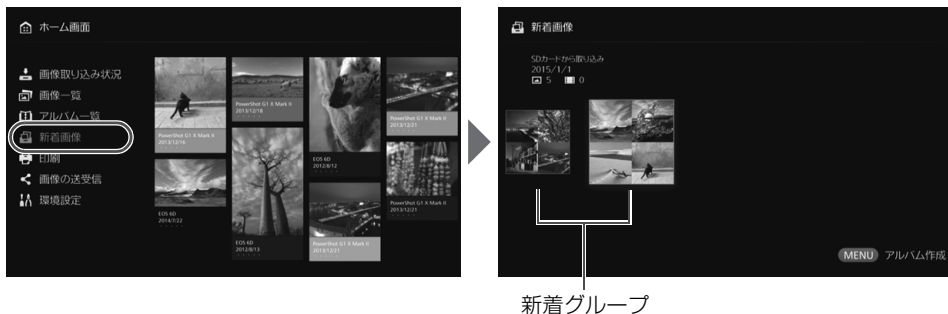 ホーム画面
画像取り込み状況
画像一覧
アルバム一覧
新着画像
印刷
画像の送受信
環境設定
PowerShot G1 X Mark II
2013/12/16
EOS 6D
2014/7/22
PowerShot G1 X Mark II
2013/12/18
EOS 6D
2012/8/13
EOS 6D
2012/8/12
PowerShot G1 X Mark II
2013/12/21
PowerShot G1 X Mark II
2013/12/21
PowerShot G1 X Mark II
2013/12/21
新着画像
SDカードから取り込み
2015/1/1
5 0
MENU アルバム作成
新着グループ